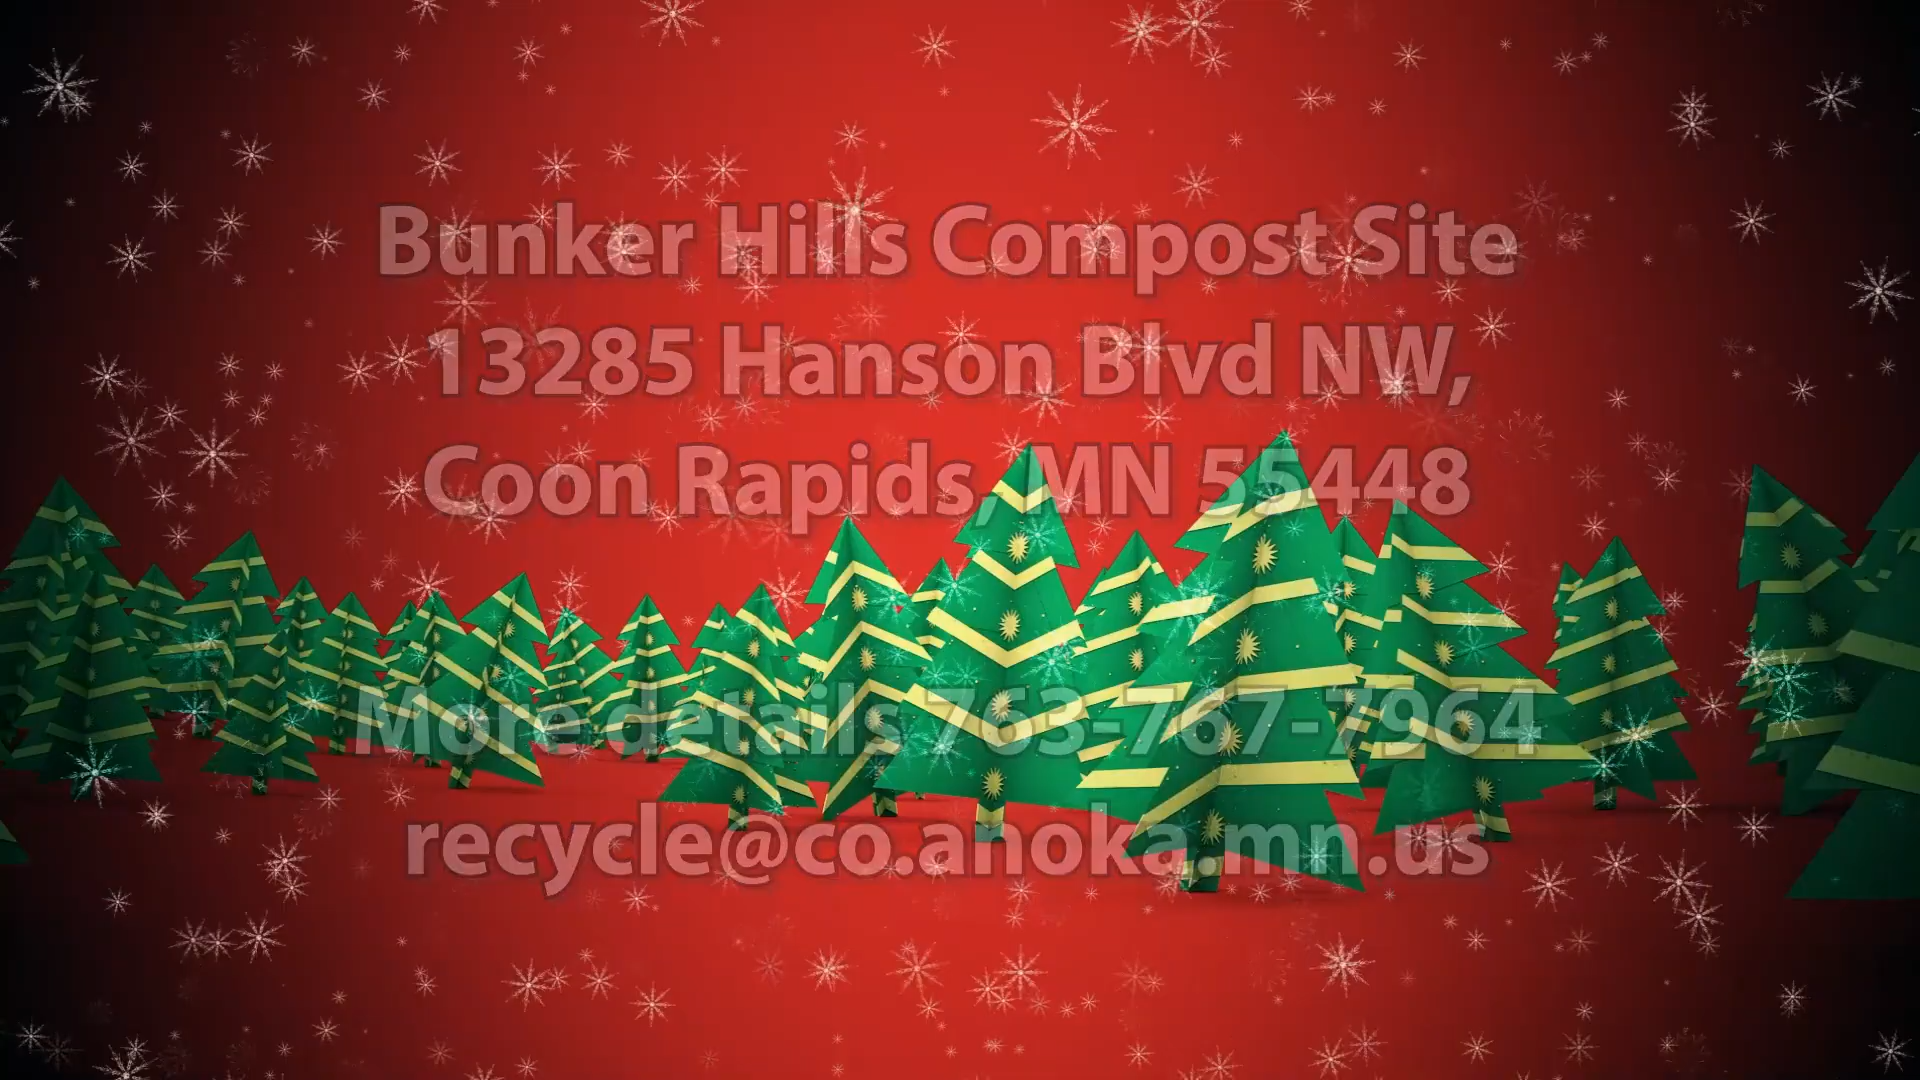 Bunker Hills Compost Site
13285 Hanson Blvd NW,
Coon Rapids, MN 55448
More details 763-767-7964
recycle@co.anoka.mn.us